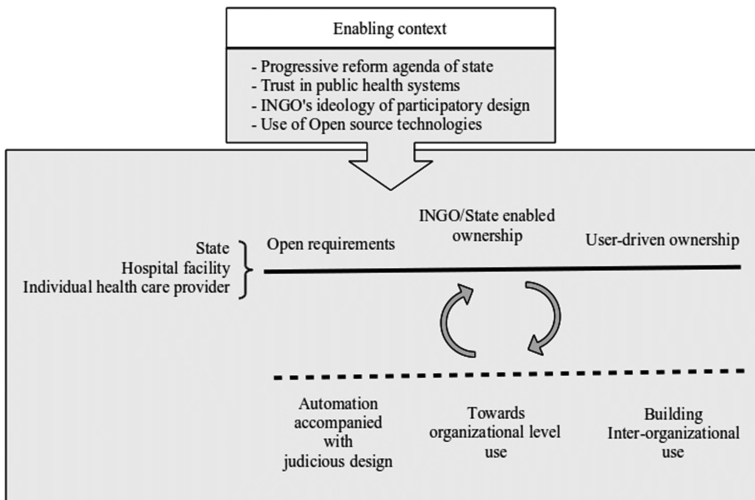 Enabling context
- Progressive reform agenda of state
- Trust in public health systems
- INGO's ideology of participatory design
- Use of Open source technologies
State
Hospital facility
Individual health care provider
Open requirements
INGO/State enabled
ownership
User-driven ownership
Automation
accompanied
with
judicious design
Towards
organizational level
use
Building
Inter-organizational
use